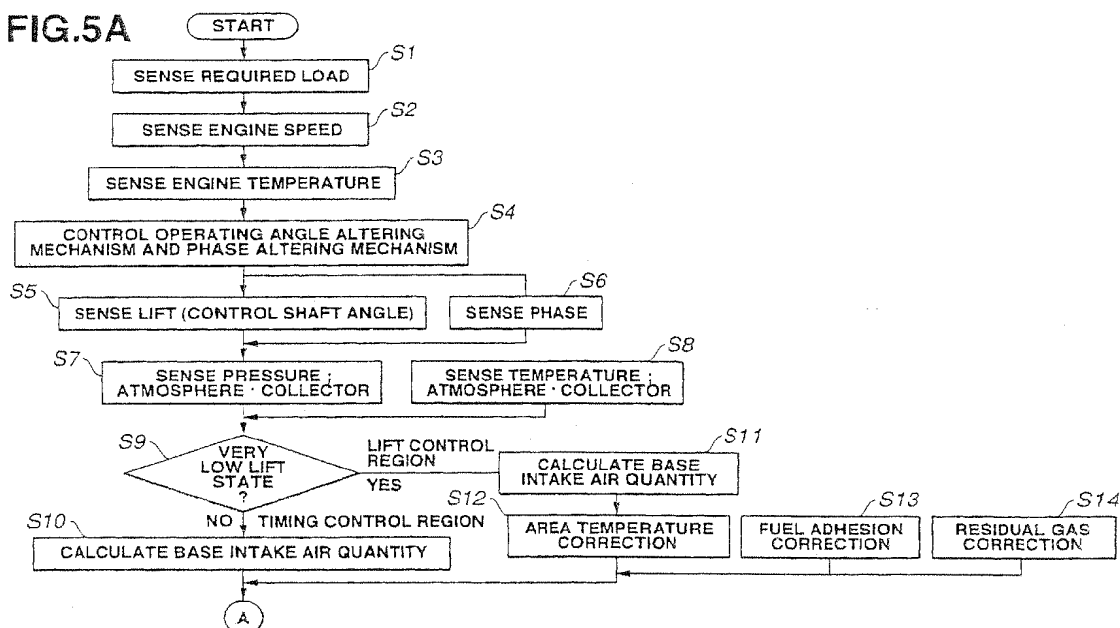 FIG.5A
START
S1
SENSE REQUIRED LOAD
S2
SENSE ENGINE SPEED
S3
SENSE ENGINE TEMPERATURE
S4
CONTROL OPERATING ANGLE ALTERING
MECHANISM AND PHASE ALTERING MECHANISM
S5
SENSE LIFT (CONTROL SHAFT ANGLE)
S6
SENSE PHASE
S7
SENSE PRESSURE ;
ATMOSPHERE · COLLECTOR
S8
SENSE TEMPERATURE ;
ATMOSPHERE · COLLECTOR
S9
VERY
LOW LIFT
STATE
?
LIFT CONTROL
REGION
YES
S11
CALCULATE BASE
INTAKE AIR QUANTITY
NO
TIMING CONTROL REGION
S10
CALCULATE BASE INTAKE AIR QUANTITY
S12
AREA TEMPERATURE
CORRECTION
S13
FUEL ADHESION
CORRECTION
S14
RESIDUAL GAS
CORRECTION
A